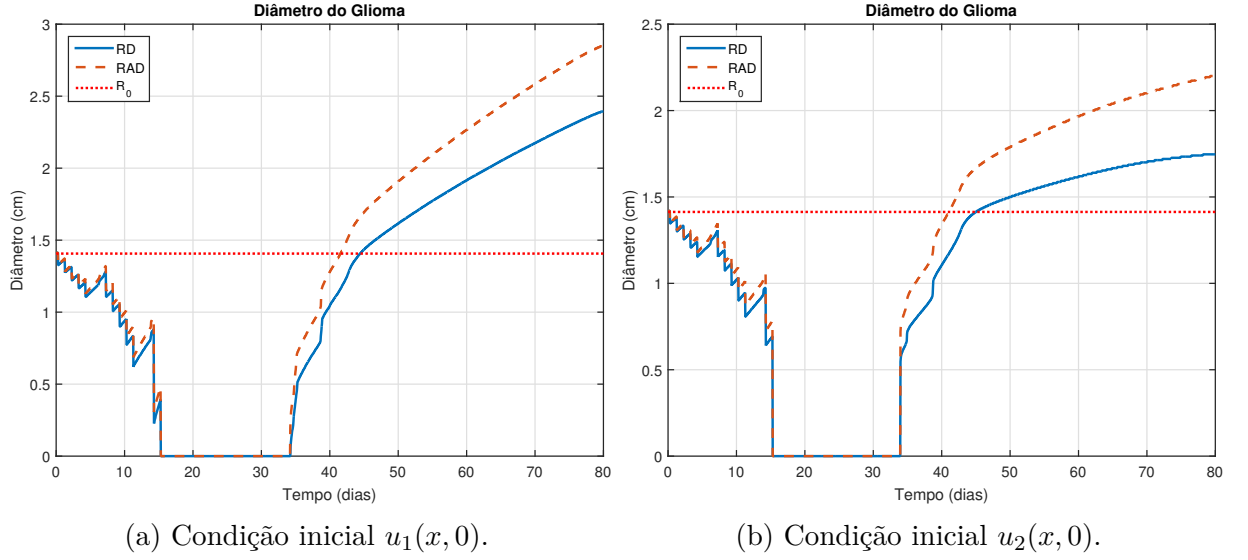 Diâmetro do Glioma
3
2.5
2
1.5
1
0.5
0
Diâmetro (cm)
RD
RAD
R0
0 10 20 30 40 50 60 70 80
Tempo (dias)
(a) Condição inicial u1(x, 0).
Diâmetro do Glioma
2.5
2
1.5
1
0.5
0
Diâmetro (cm)
RD
RAD
R0
0 10 20 30 40 50 60 70 80
Tempo (dias)
(b) Condição inicial u2(x, 0).